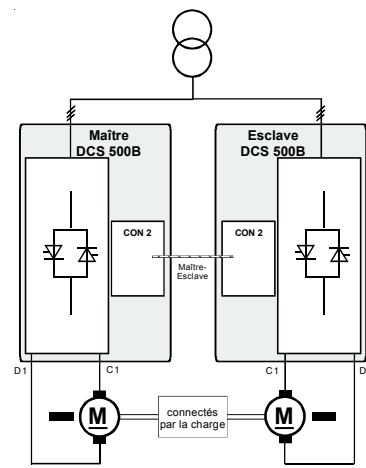 Maître
DCS 500B
Esclave
DCS 500B
CON 2
CON 2
Maître-
Esclave
D1
C1
C1
D
M
connectés
par la charge
M